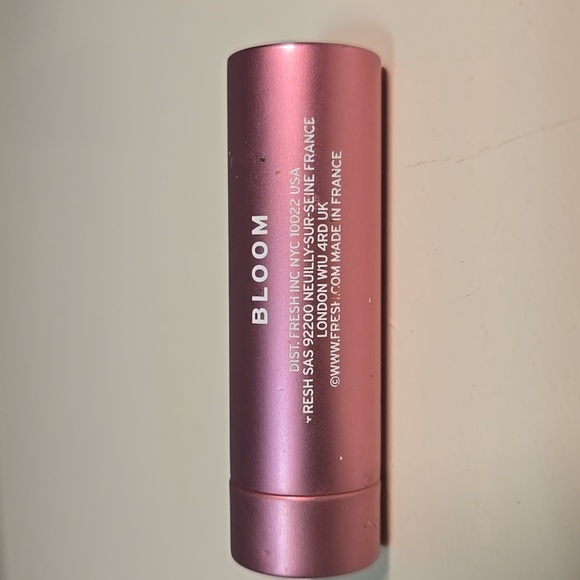 BLOOM
DIST. FRESH INC NYC 10022 USA
FRESH SAS 92200 NEUILLY-SUR-SEINE FRANCE
LONDON W1U 4RD UK
©WWW.FRESH.COM MADE IN FRANCE